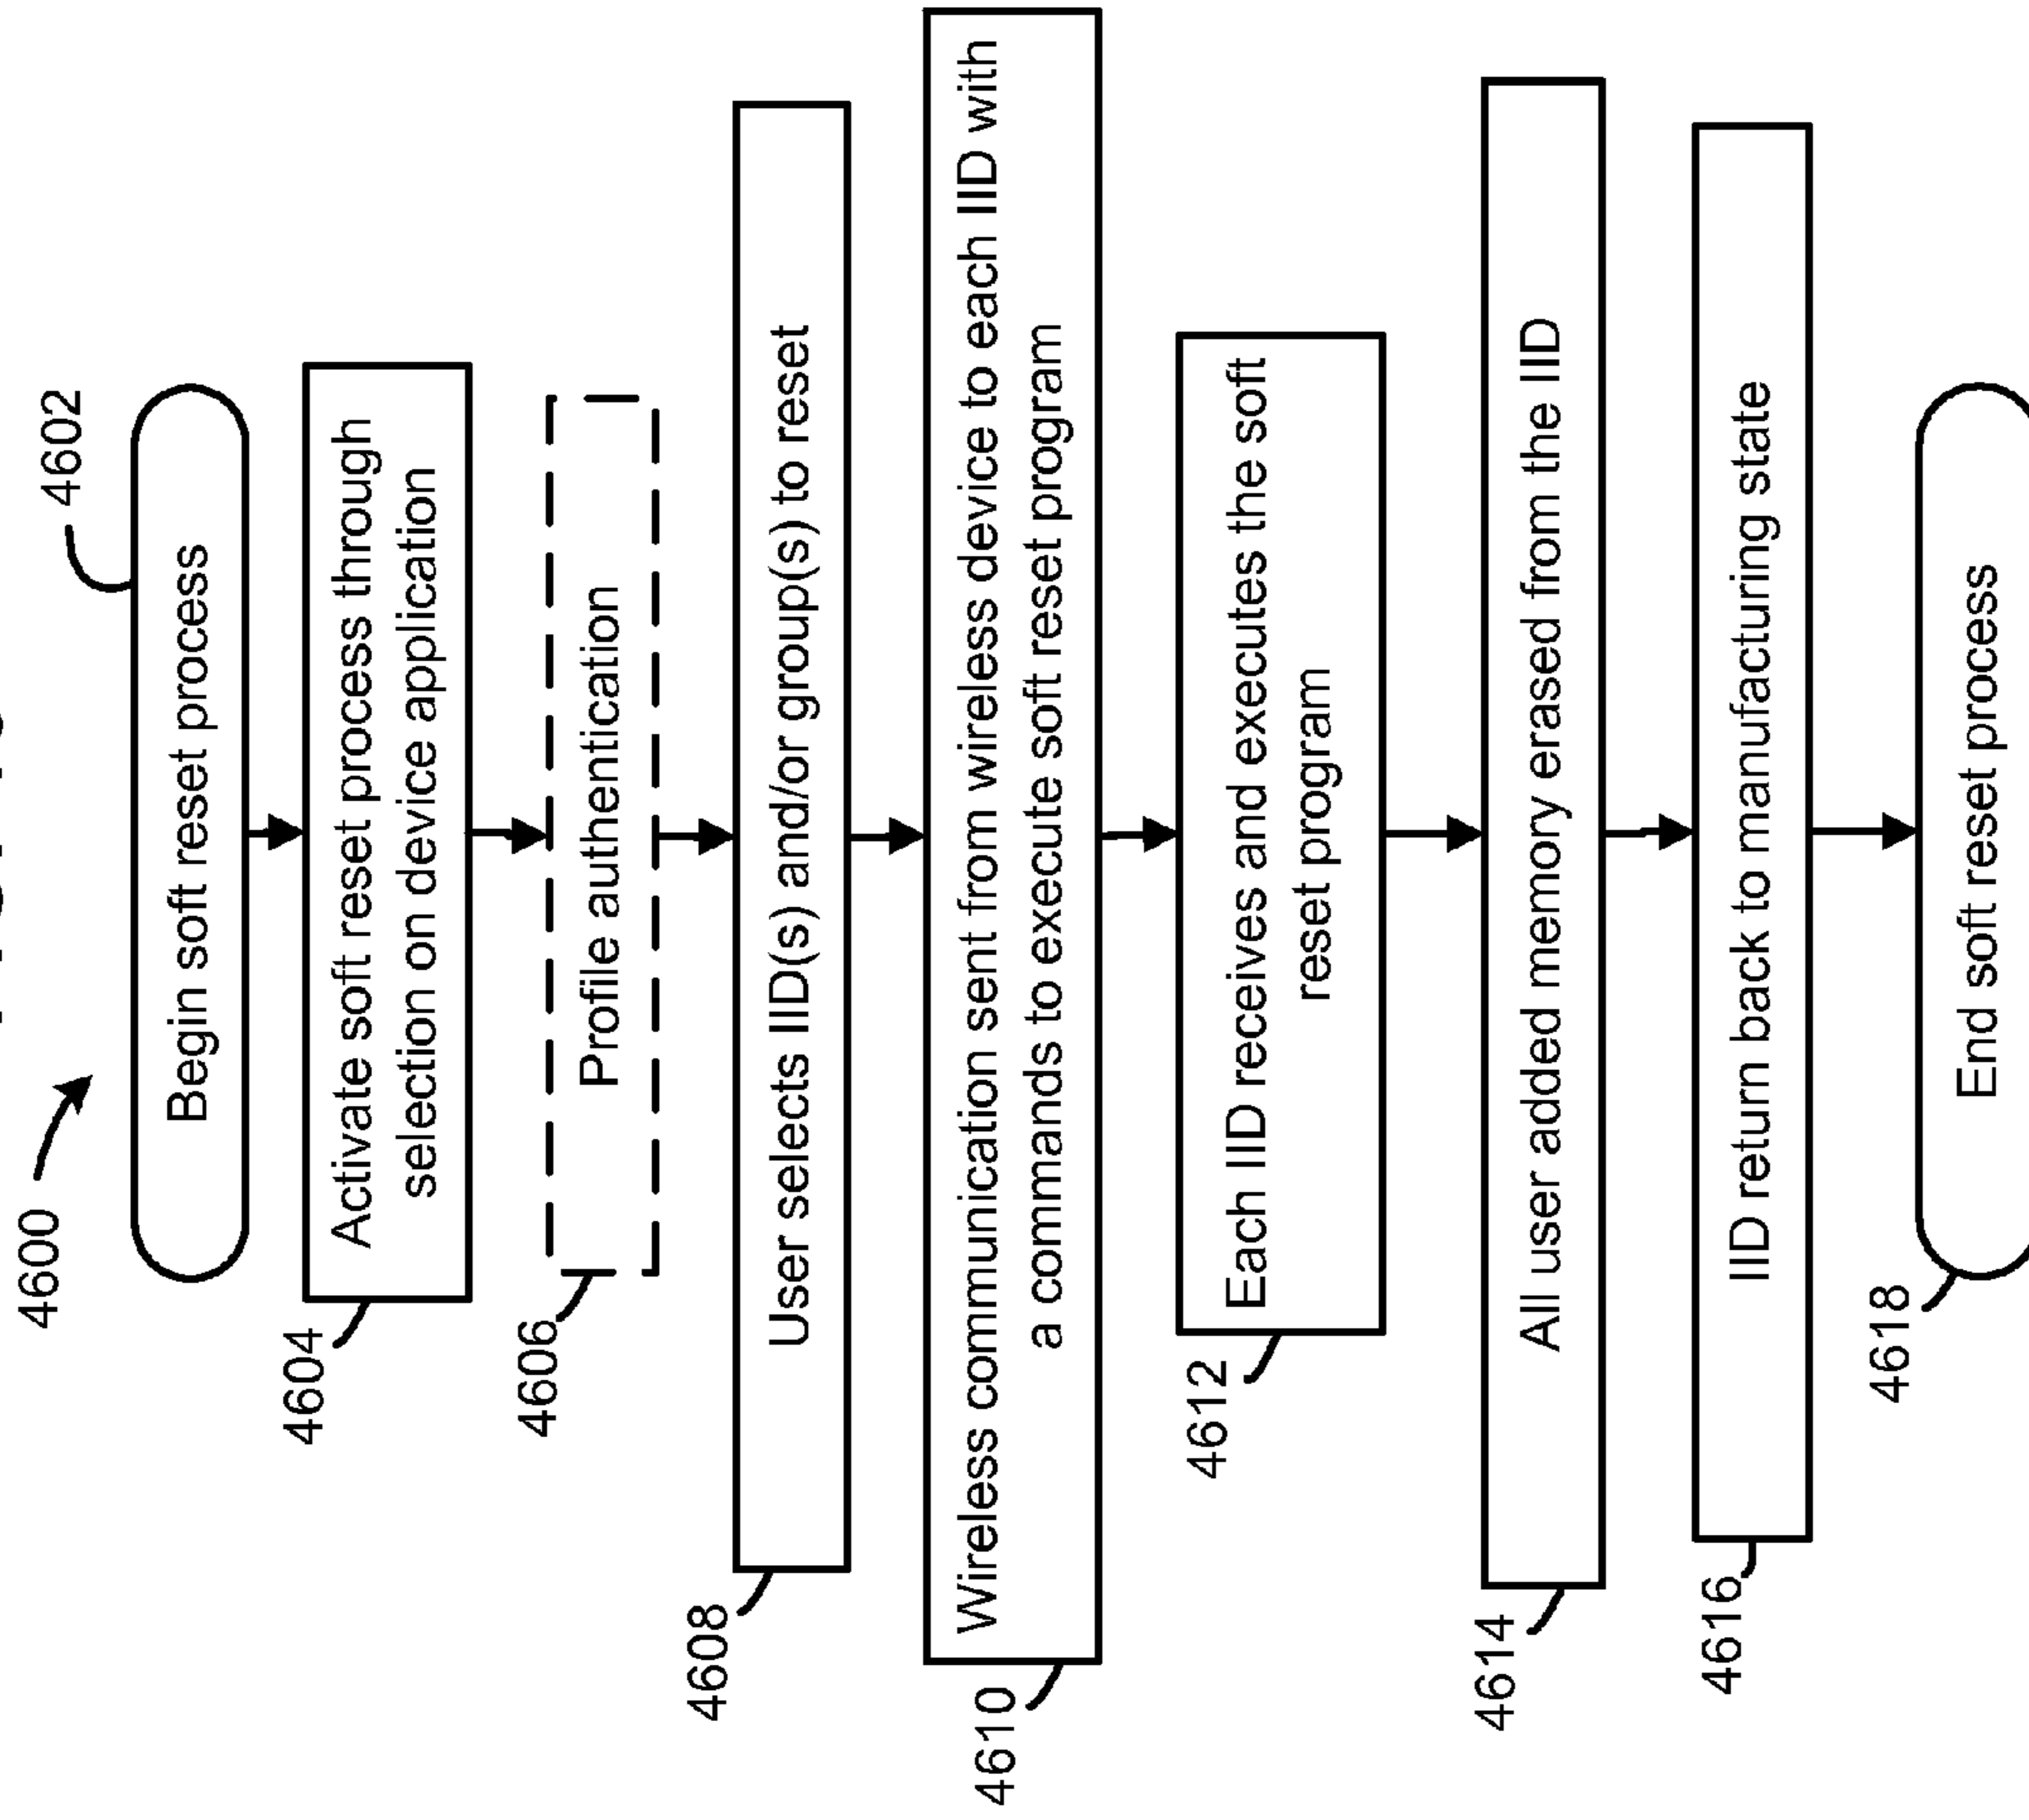 4600
4602
Begin soft reset process
4604
Activate soft reset process through
selection on device application
4606
Profile authentication
4608
User selects IID(s) and/or group(s) to reset
4610
Wireless communication sent from wireless device to each IID with
a commands to execute soft reset program
4612
Each IID receives and executes the soft
reset program
4614
All user added memory erased from the IID
4616
IID return back to manufacturing state
4618
End soft reset process